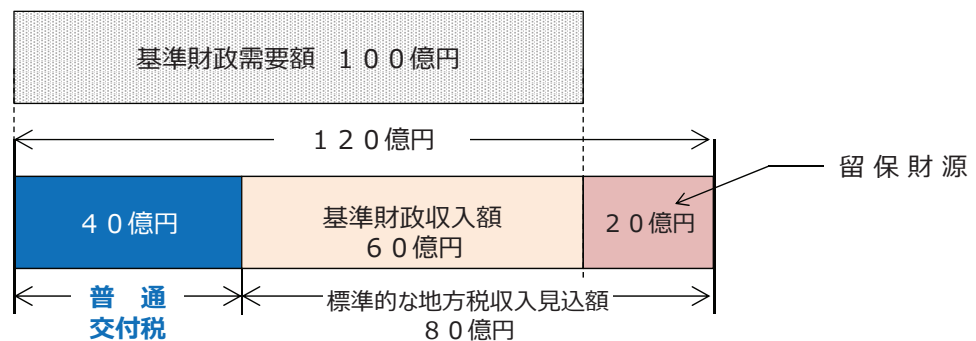 基準財政需要額 １００億円
１２０億円
留保財源
４０億円
基準財政収入額
６０億円
２０億円
普通
交付税
標準的な地方税収入見込額
８０億円